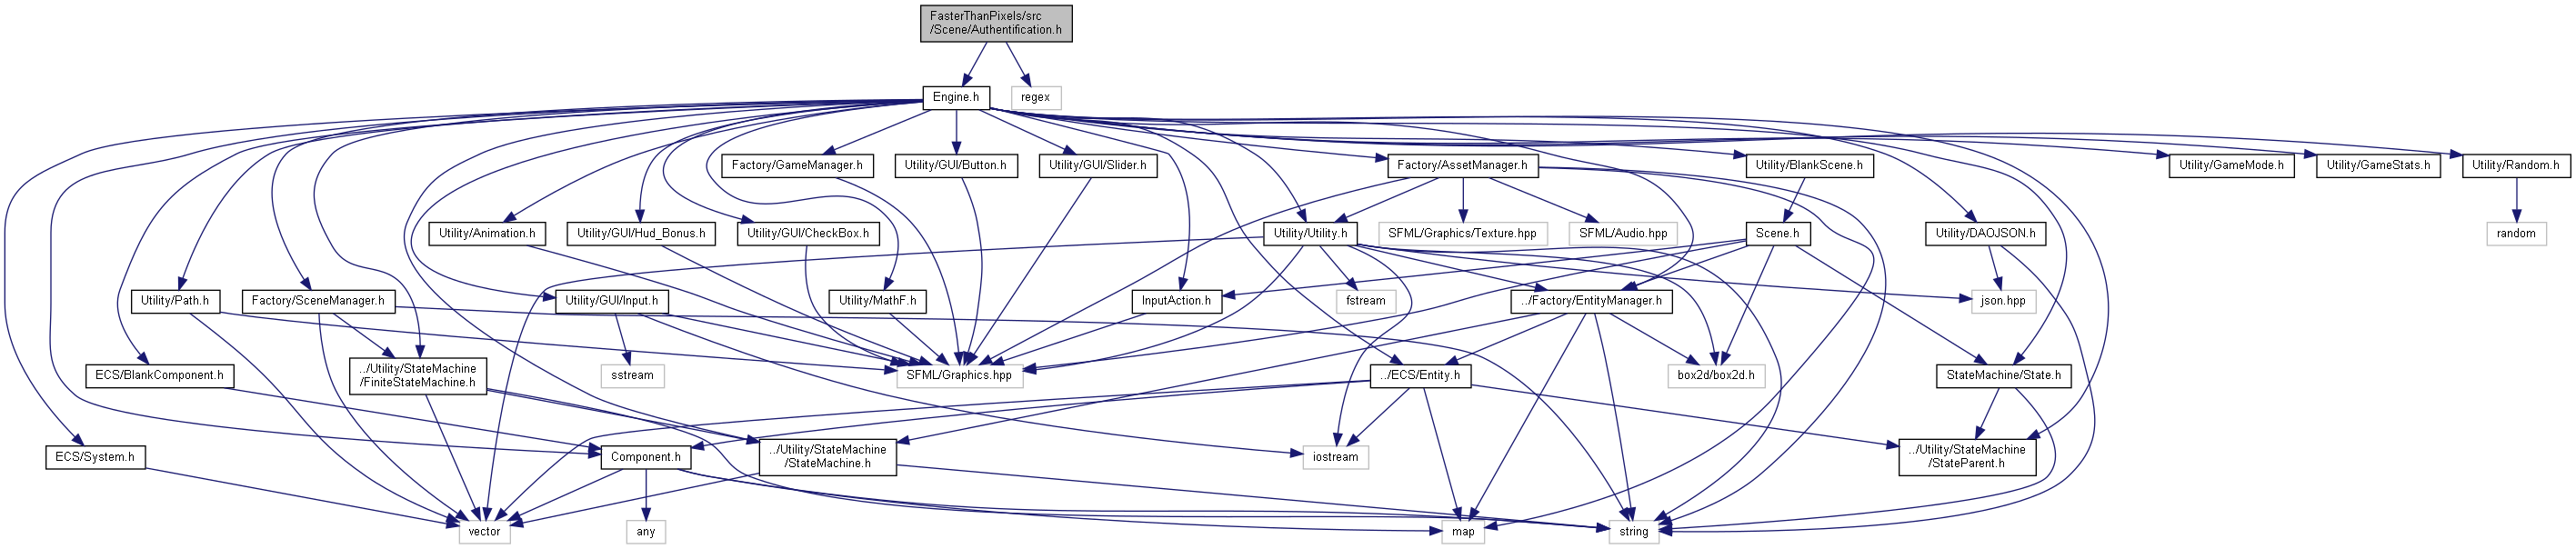 FasterThanPixels/src
/Scene/Authentification.h
Engine.h
regex
Factory/GameManager.h
Utility/GUI/Button.h
Utility/GUI/Slider.h
Factory/AssetManager.h
Utility/BlankScene.h
Utility/GameMode.h
Utility/GameStats.h
Utility/Random.h
Utility/Animation.h
Utility/GUI/Hud_Bonus.h
Utility/GUI/CheckBox.h
Utility/Utility.h
SFML/Graphics/Texture.hpp
SFML/Audio.hpp
Scene.h
Utility/DAOJSON.h
random
Utility/Path.h
Factory/SceneManager.h
Utility/GUI/Input.h
Utility/MathF.h
InputAction.h
fstream
../Factory/EntityManager.h
json.hpp
ECS/BlankComponent.h
../Utility/StateMachine
/FiniteStateMachine.h
sstream
SFML/Graphics.hpp
../ECS/Entity.h
box2d/box2d.h
StateMachine/State.h
ECS/System.h
Component.h
../Utility/StateMachine
/StateMachine.h
iostream
../Utility/StateMachine
/StateParent.h
vector
any
map
string